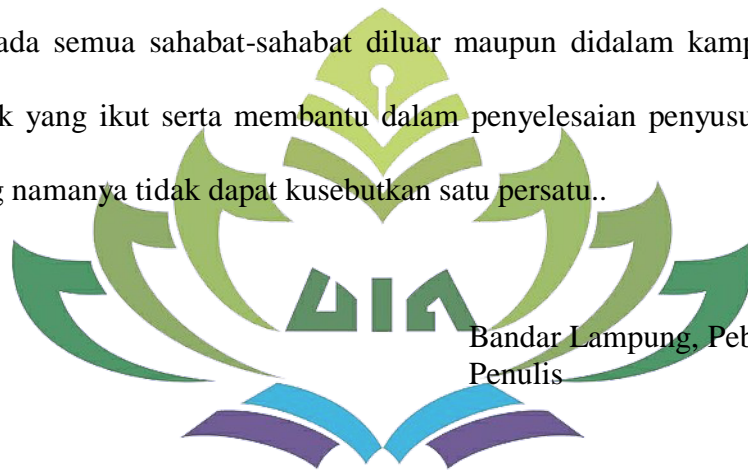 ada semua sahabat-sahabat diluar maupun didalam kamp
k yang ikut serta membantu dalam penyelesaian penyusu
g namanya tidak dapat kusebutkan satu persatu..
UIN
Bandar Lampung, Peb
Penulis